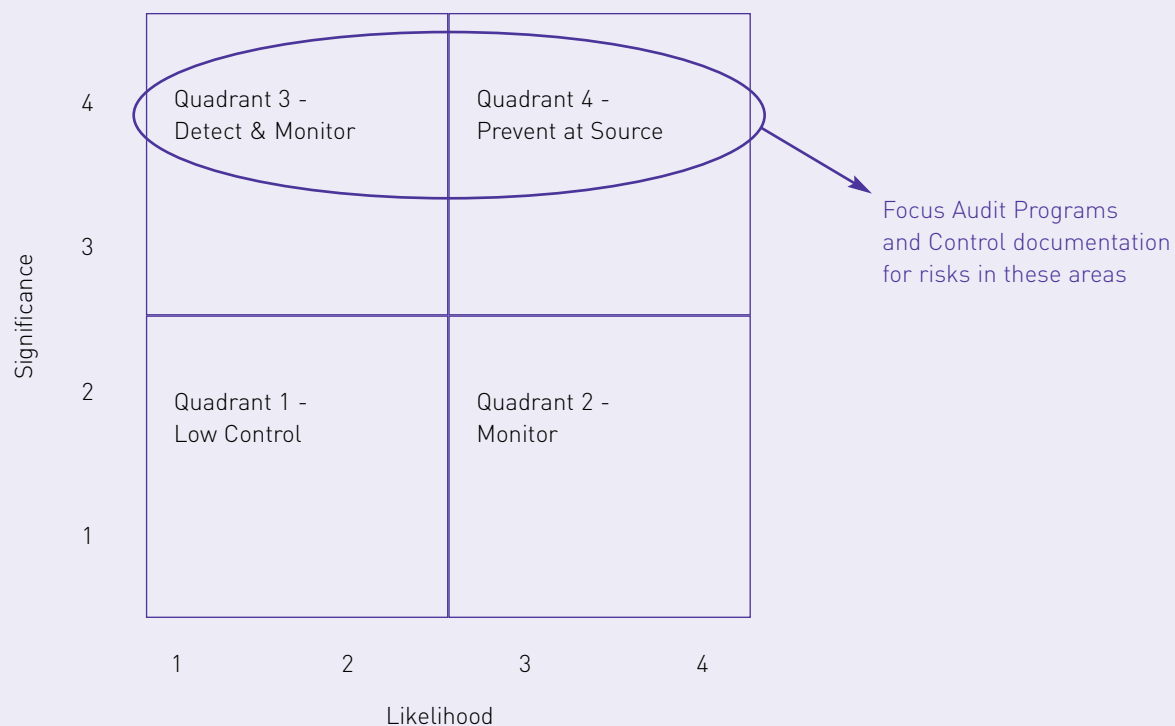 4
Quadrant 3 -
Detect & Monitor
Quadrant 4 -
Prevent at Source
Focus Audit Programs
and Control documentation
for risks in these areas
3
Significance
2
Quadrant 1 -
Low Control
Quadrant 2 -
Monitor
1
1 2 3 4
Likelihood